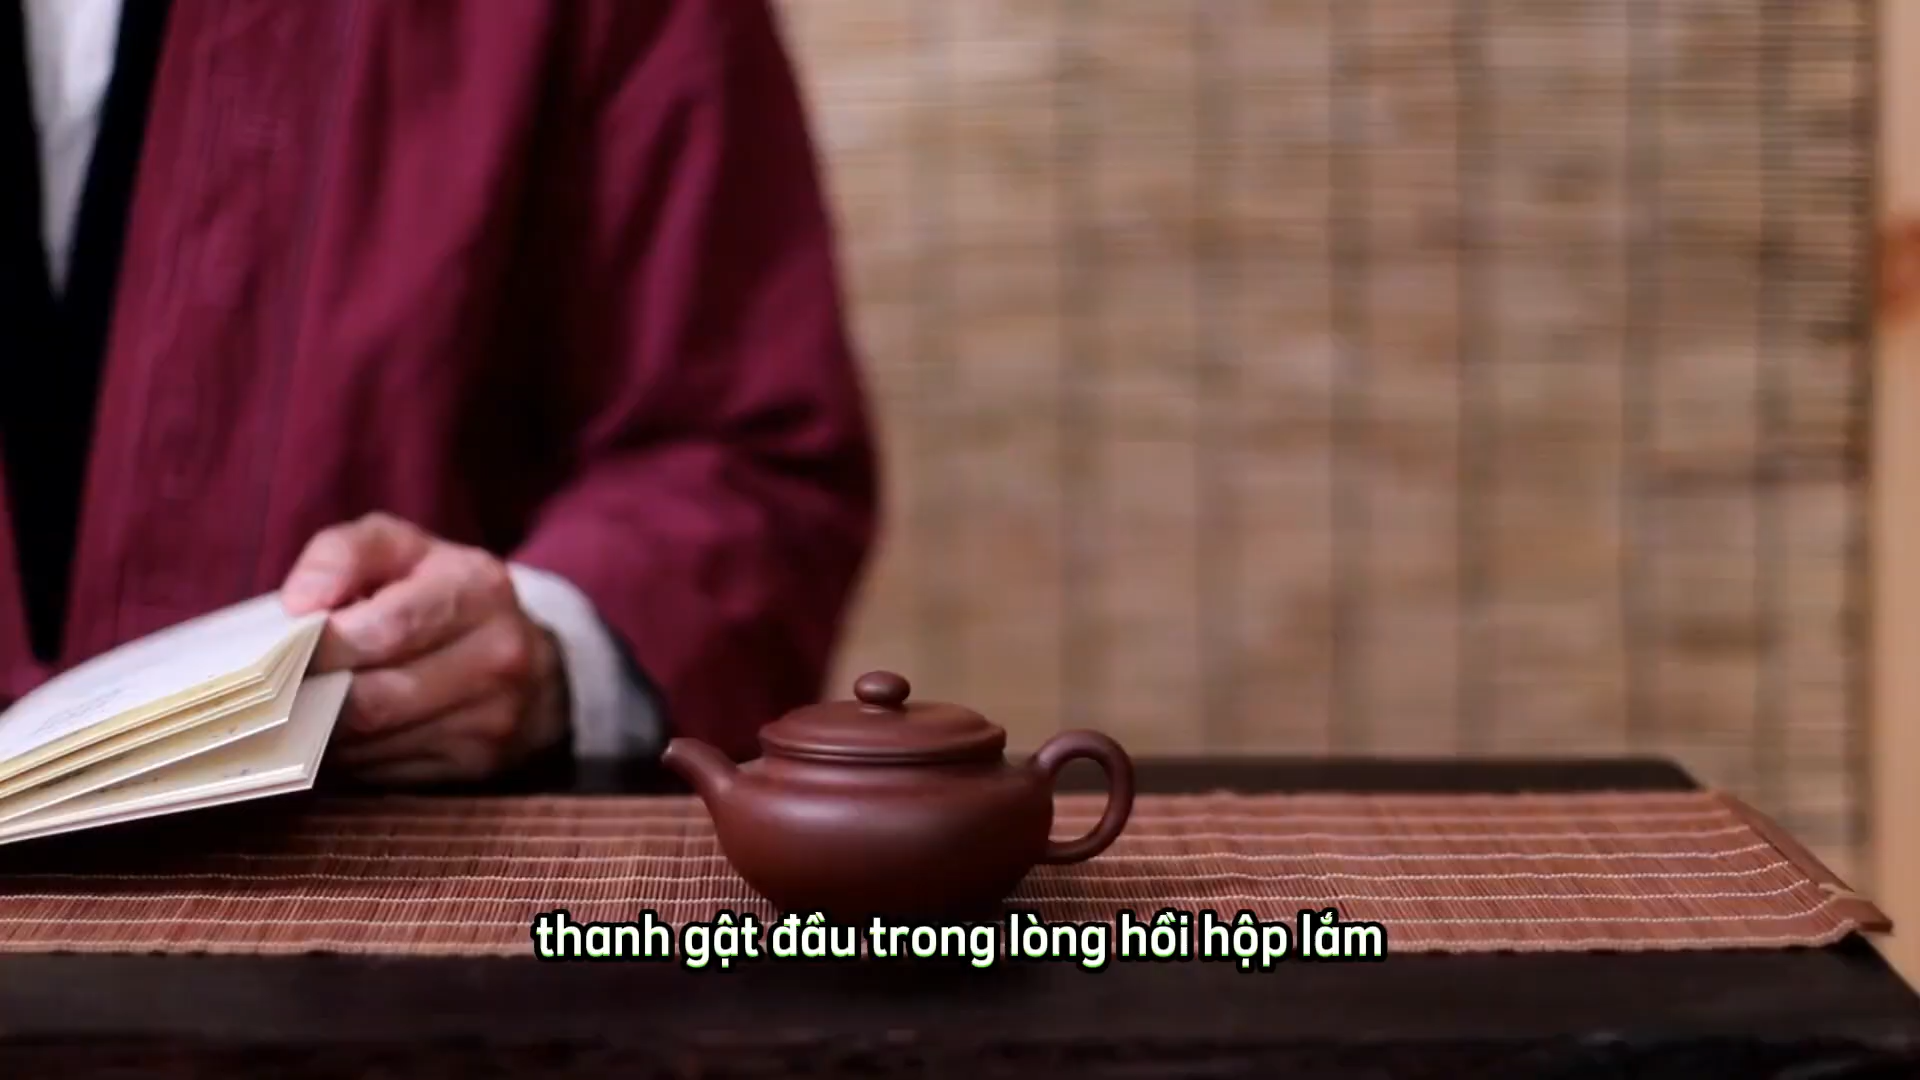 thanh gật đầu trong lòng hồi hộp lắm